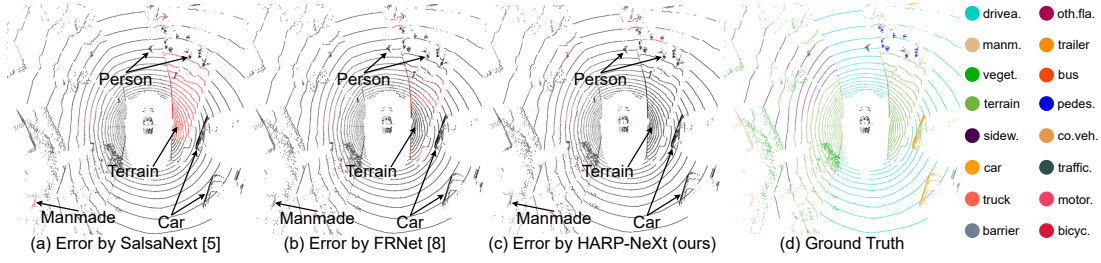 Person
Terrain
Manmade
Car
(a) Error by SalsaNext [5]
Person
Terrain
Manmade
Car
(b) Error by FRNet [8]
Person
Terrain
Manmade
Car
(c) Error by HARP-NeXt (ours)
(d) Ground Truth
drivea.
manm.
veget.
terrain
sidew.
car
truck
barrier
oth.fla.
trailer
bus
pedes.
co.veh.
traffic.
motor.
bicyc.